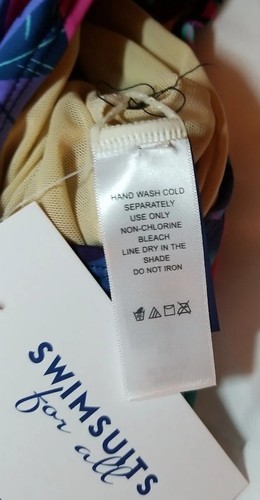 HAND WASH COLD
SEPARATELY
USE ONLY
NON-CHLORINE
BLEACH
LINE DRY IN THE
SHADE
DO NOT IRON
SWIMSUITS
for all